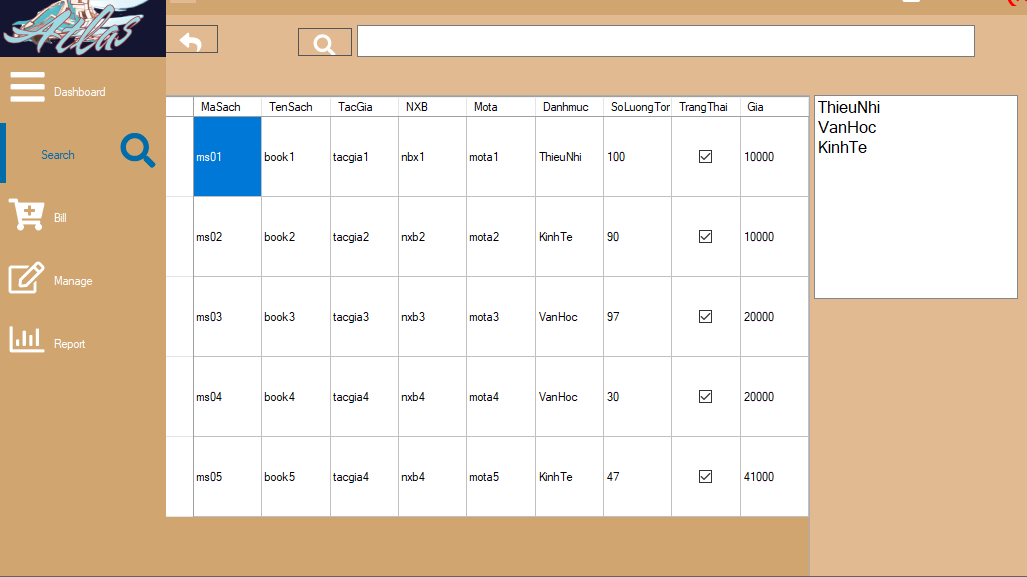 Atlas
Dashboard
Search
Bill
Manage
Report
MaSach TenSach TacGia NXB Mota Danhmuc SoLuongTor TrangThai Gia
ms01 book1 tacgia1 nbx1 mota1 ThieuNhi 100 10000
ms02 book2 tacgia2 nxb2 mota2 KinhTe 90 10000
ms03 book3 tacgia3 nxb3 mota3 VanHoc 97 20000
ms04 book4 tacgia4 nxb4 mota4 VanHoc 30 20000
ms05 book5 tacgia4 nxb4 mota5 KinhTe 47 41000
ThieuNhi
VanHoc
KinhTe